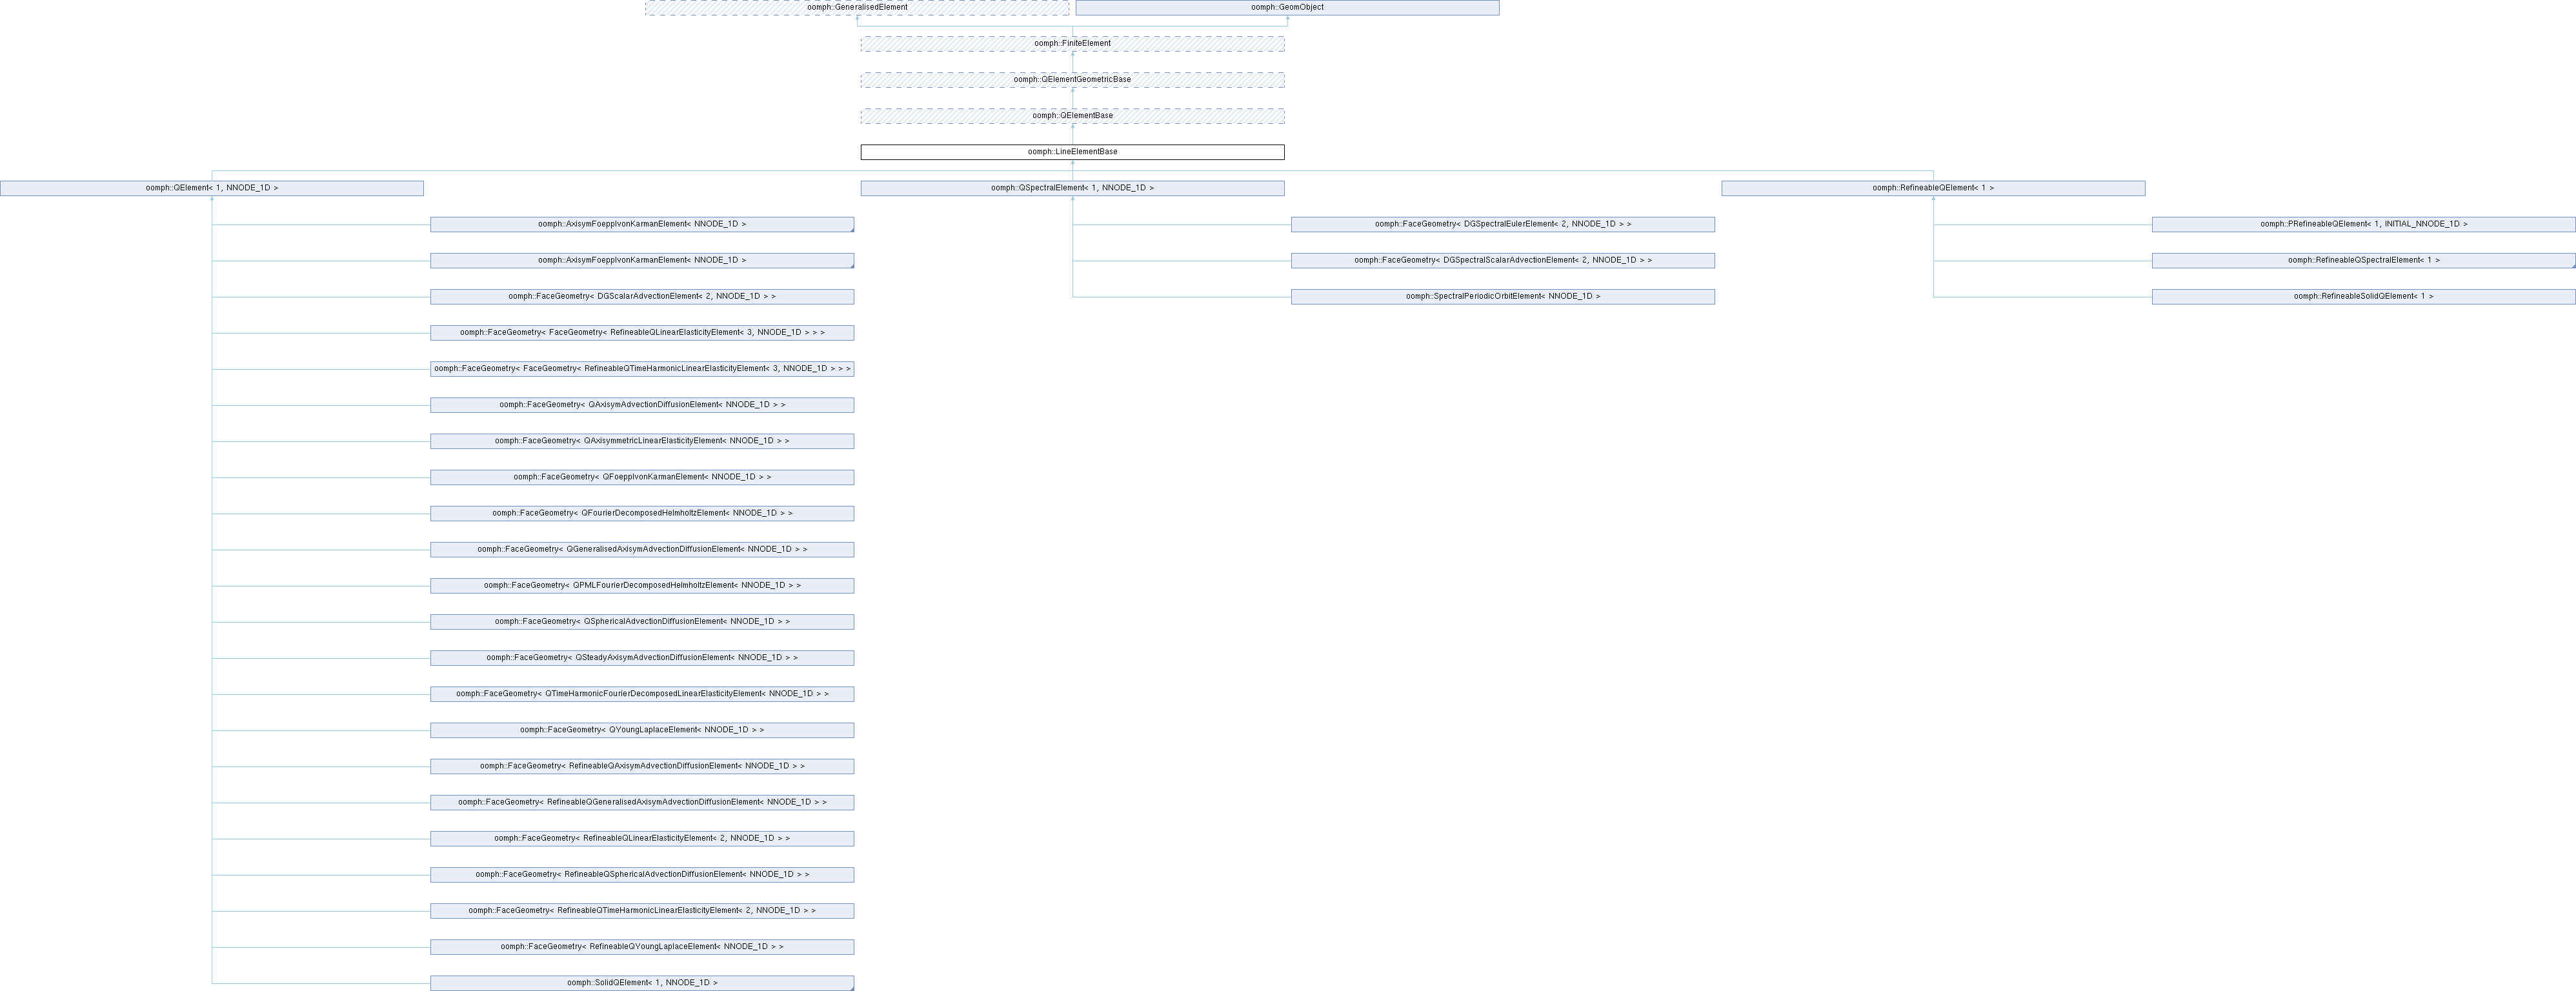 oomph::GeneralisedElement
oomph::GeomObject
oomph::FiniteElement
oomph::QElementGeometricBase
oomph::QElementBase
oomph::LineElementBase
oomph::QElement< 1, NNODE_1D >
oomph::QSpectralElement< 1, NNODE_1D >
oomph::RefineableQElement< 1 >
oomph::AxisymFoepplvonKarmanElement< NNODE_1D >
oomph::FaceGeometry< DGSpectralEulerElement< 2, NNODE_1D > >
oomph::PRefineableQElement< 1, INITIAL_NNODE_1D >
oomph::AxisymFoepplvonKarmanElement< NNODE_1D >
oomph::FaceGeometry< DGSpectralScalarAdvectionElement< 2, NNODE_1D > >
oomph::RefineableQSpectralElement< 1 >
oomph::FaceGeometry< DGScalarAdvectionElement< 2, NNODE_1D > >
oomph::SpectralPeriodicOrbitElement< NNODE_1D >
oomph::RefineableSolidQElement< 1 >
oomph::FaceGeometry< FaceGeometry< RefineableQLinearElasticityElement< 3, NNODE_1D > > >
oomph::FaceGeometry< FaceGeometry< RefineableQTimeHarmonicLinearElasticityElement< 3, NNODE_1D > > >
oomph::FaceGeometry< QAxisymAdvectionDiffusionElement< NNODE_1D > >
oomph::FaceGeometry< QAxisymmetricLinearElasticityElement< NNODE_1D > >
oomph::FaceGeometry< QFoepplvonKarmanElement< NNODE_1D > >
oomph::FaceGeometry< QFourierDecomposedHelmholtzElement< NNODE_1D > >
oomph::FaceGeometry< QGeneralisedAxisymAdvectionDiffusionElement< NNODE_1D > >
oomph::FaceGeometry< QPMLFourierDecomposedHelmholtzElement< NNODE_1D > >
oomph::FaceGeometry< QSphericalAdvectionDiffusionElement< NNODE_1D > >
oomph::FaceGeometry< QSteadyAxisymAdvectionDiffusionElement< NNODE_1D > >
oomph::FaceGeometry< QTimeHarmonicFourierDecomposedLinearElasticityElement< NNODE_1D > >
oomph::FaceGeometry< QYoungLaplaceElement< NNODE_1D > >
oomph::FaceGeometry< RefineableQAxisymAdvectionDiffusionElement< NNODE_1D > >
oomph::FaceGeometry< RefineableQGeneralisedAxisymAdvectionDiffusionElement< NNODE_1D > >
oomph::FaceGeometry< RefineableQLinearElasticityElement< 2, NNODE_1D > >
oomph::FaceGeometry< RefineableQSphericalAdvectionDiffusionElement< NNODE_1D > >
oomph::FaceGeometry< RefineableQTimeHarmonicLinearElasticityElement< 2, NNODE_1D > >
oomph::FaceGeometry< RefineableQYoungLaplaceElement< NNODE_1D > >
oomph::SolidQElement< 1, NNODE_1D >